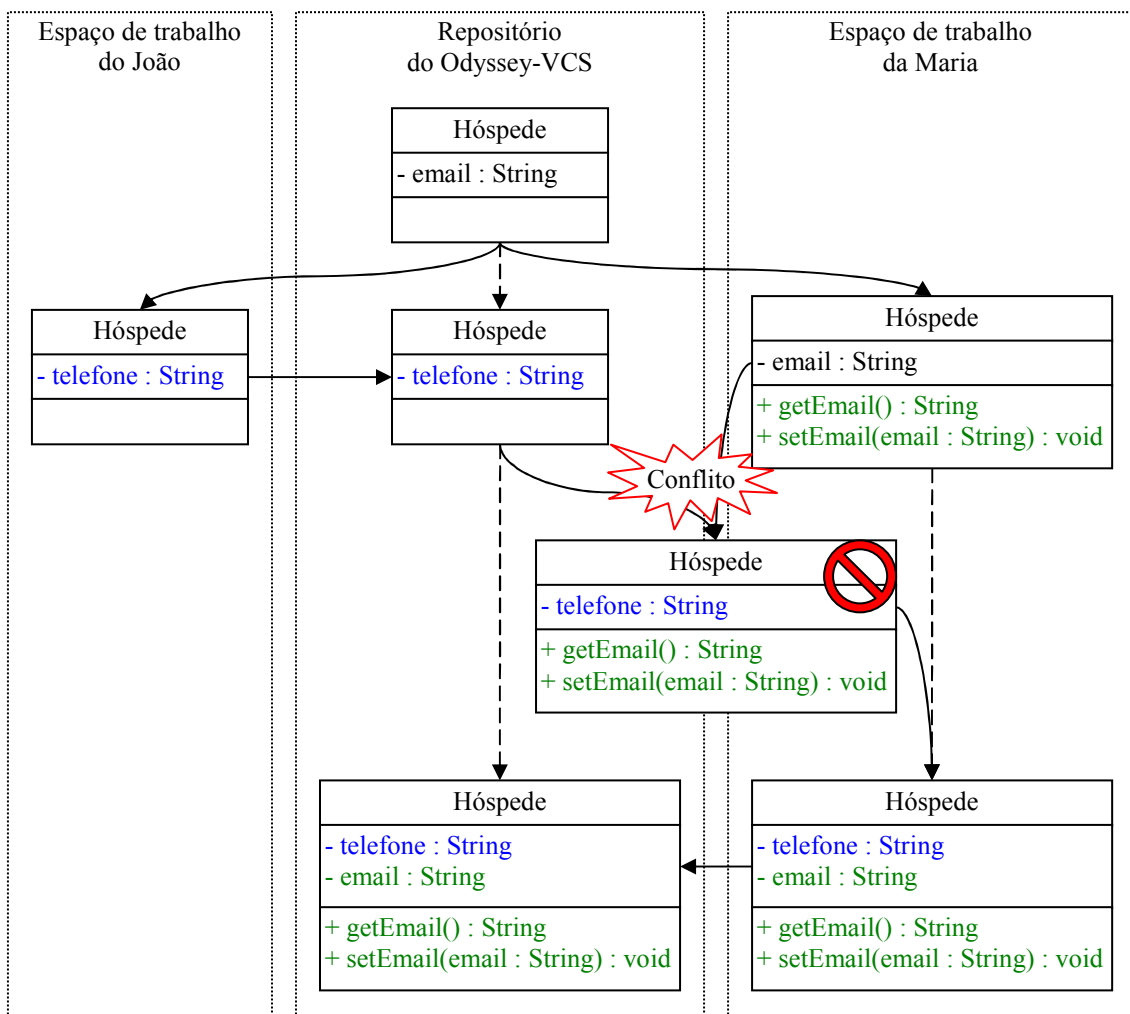 Espaço de trabalho
do João
Repositório
do Odyssey-VCS
Espaço de trabalho
da Maria
Hóspede
- email : String
Hóspede
- telefone : String
Hóspede
- telefone : String
Hóspede
- email : String
+ getEmail() : String
+ setEmail(email : String) : void
Conflito
Hóspede
- telefone : String
+ getEmail() : String
+ setEmail(email : String) : void
Hóspede
- telefone : String
- email : String
+ getEmail() : String
+ setEmail(email : String) : void
Hóspede
- telefone : String
- email : String
+ getEmail() : String
+ setEmail(email : String) : void